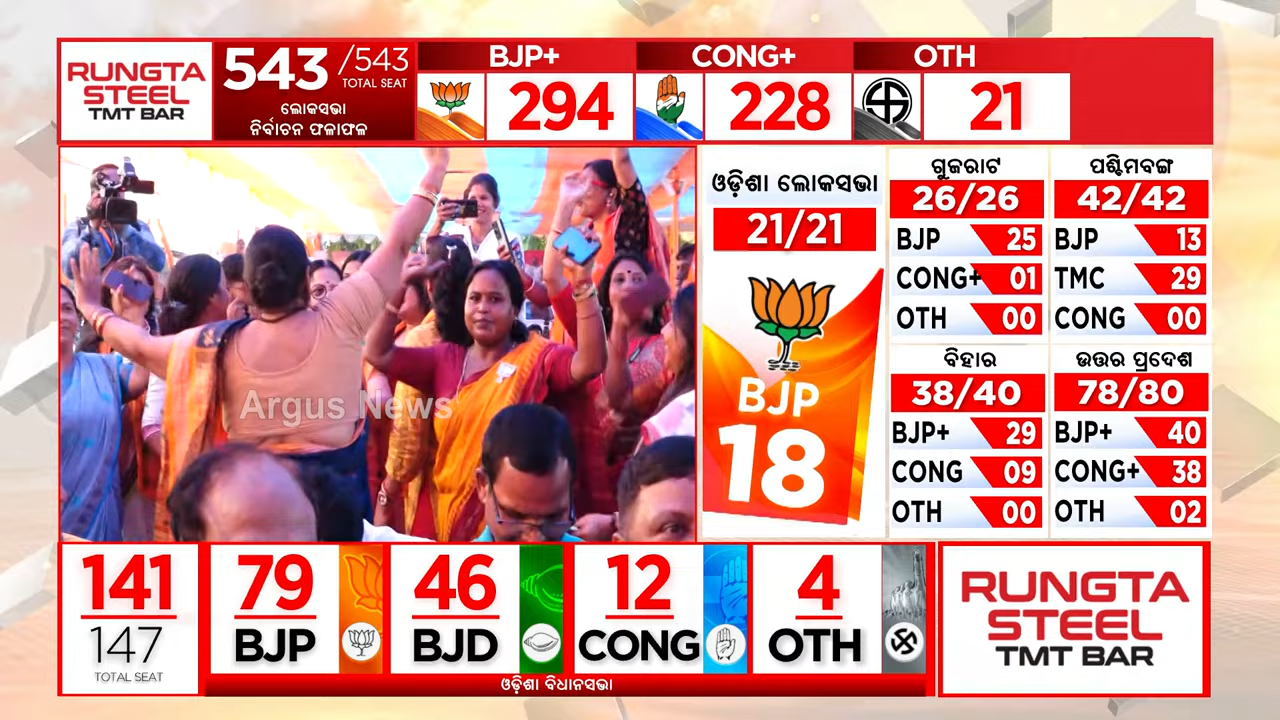 RUNGTA
STEEL
TMT BAR
543 /543
TOTAL SEAT
ଲୋକସଭା
ନିର୍ବାଚନ ଫଳାଫଳ
BJP+
294
CONG+
228
OTH
21
Argus News
ଓଡ଼ିଶା ଲୋକସଭା
21/21
BJP
18
ଗୁଜରାଟ
26/26
BJP 25
CONG+ 01
OTH 00
ପଶ୍ଚିମବଙ୍ଗ
42/42
BJP 13
TMC 29
CONG 00
ବିହାର
38/40
BJP+ 29
CONG 09
OTH 00
ଉତ୍ତର ପ୍ରଦେଶ
78/80
BJP+ 40
CONG+ 38
OTH 02
141
147
TOTAL SEAT
79
BJP
46
BJD
12
CONG
4
OTH
ଓଡ଼ିଶା ବିଧାନସଭା
RUNGTA
STEEL
TMT BAR